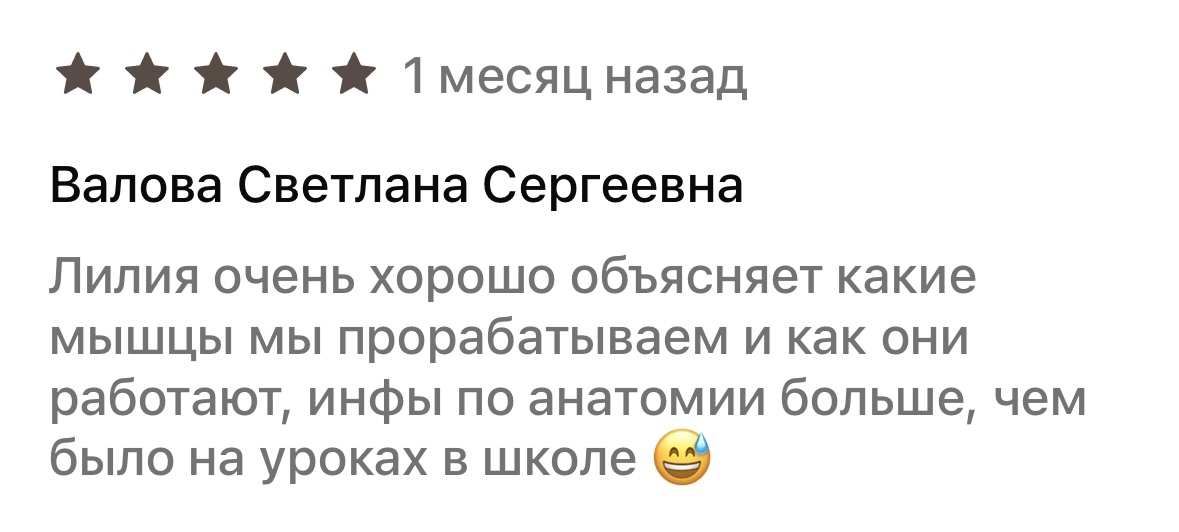 ★ ★ ★ ★ ★ 1 месяц назад
Валова Светлана Сергеевна
Лилия очень хорошо объясняет какие
мышцы мы прорабатываем и как они
работают, инфы по анатомии больше, чем
было на уроках в школе 😅